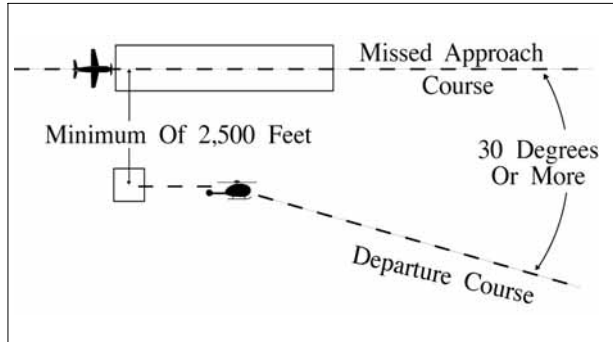 Missed Approach
Course
Minimum Of 2,500 Feet
30 Degrees
Or More
Departure Course